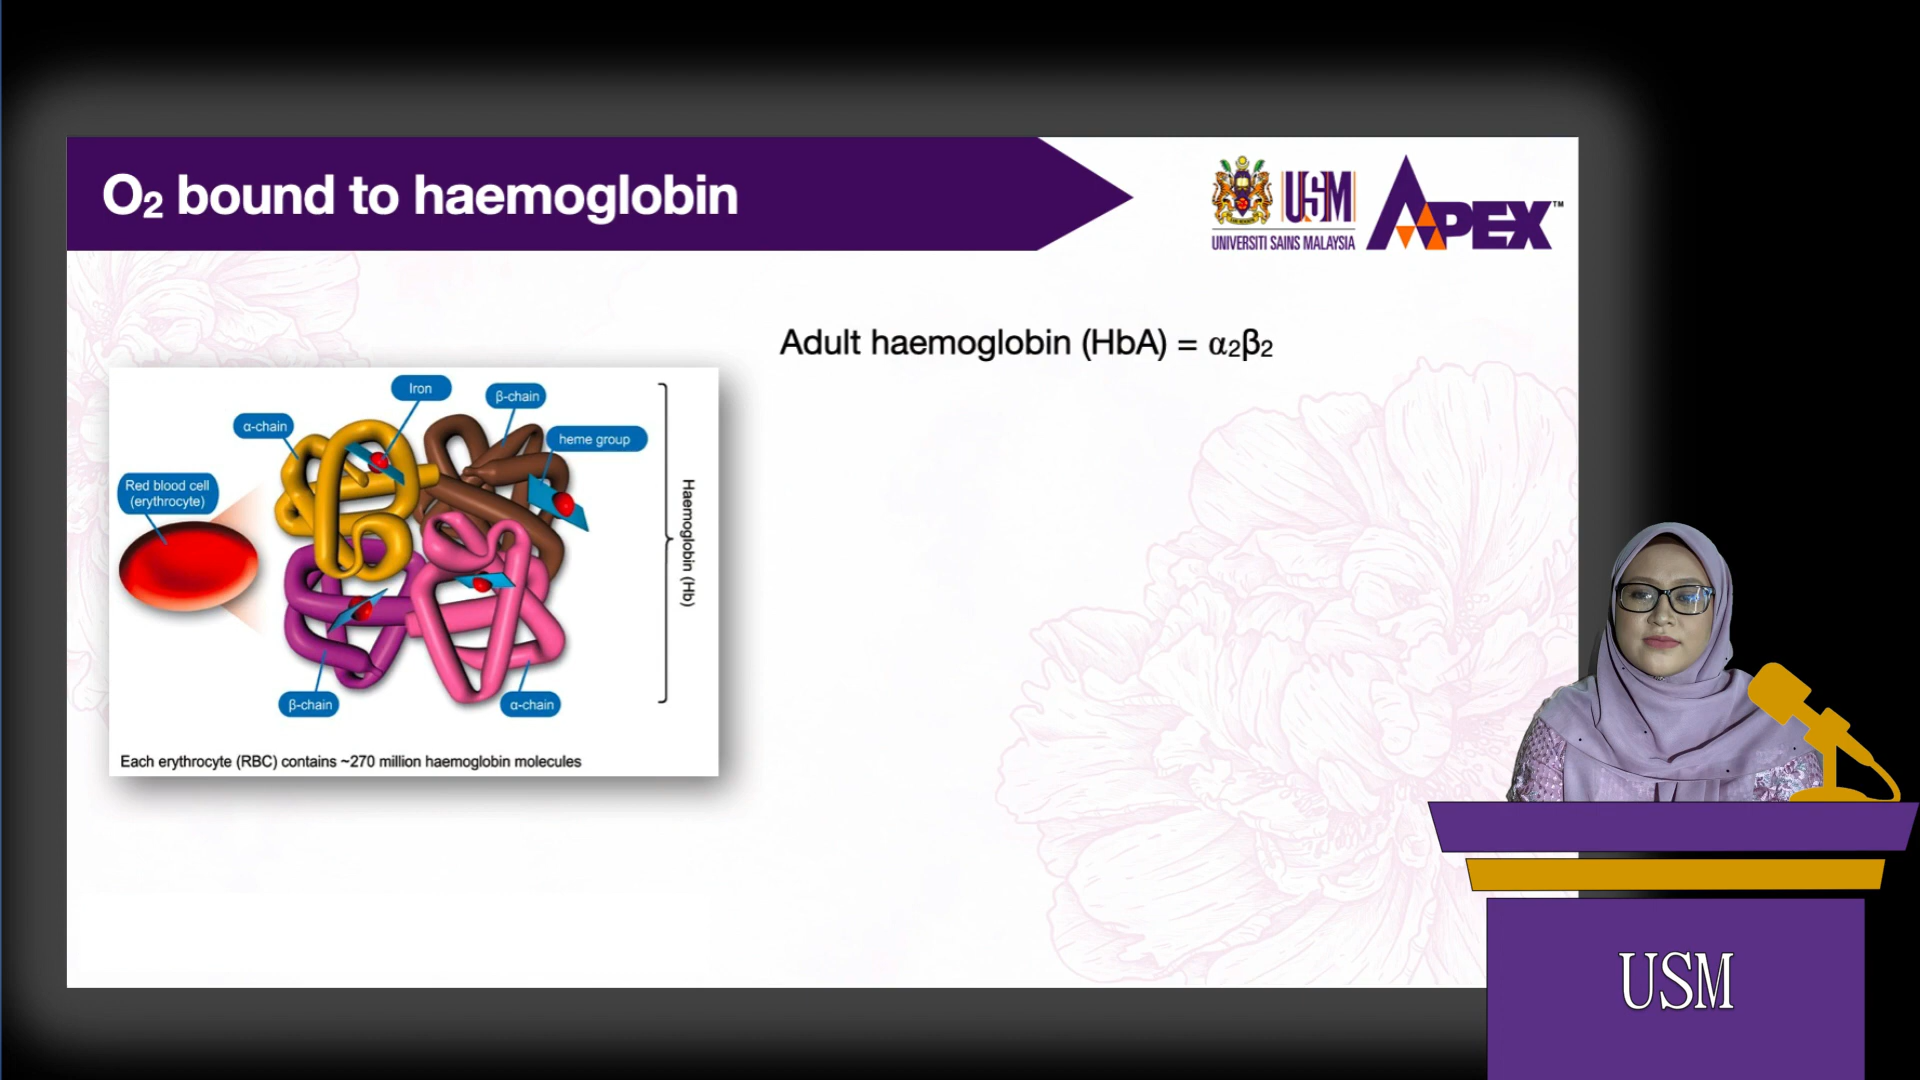 O₂ bound to haemoglobin
USM
UNIVERSITI SAINS MALAYSIA
APEX™
Adult haemoglobin (HbA) = α₂β₂
Iron
β-chain
α-chain
heme group
Red blood cell
(erythrocyte)
Haemoglobin (Hb)
β-chain
α-chain
Each erythrocyte (RBC) contains ~270 million haemoglobin molecules
USM